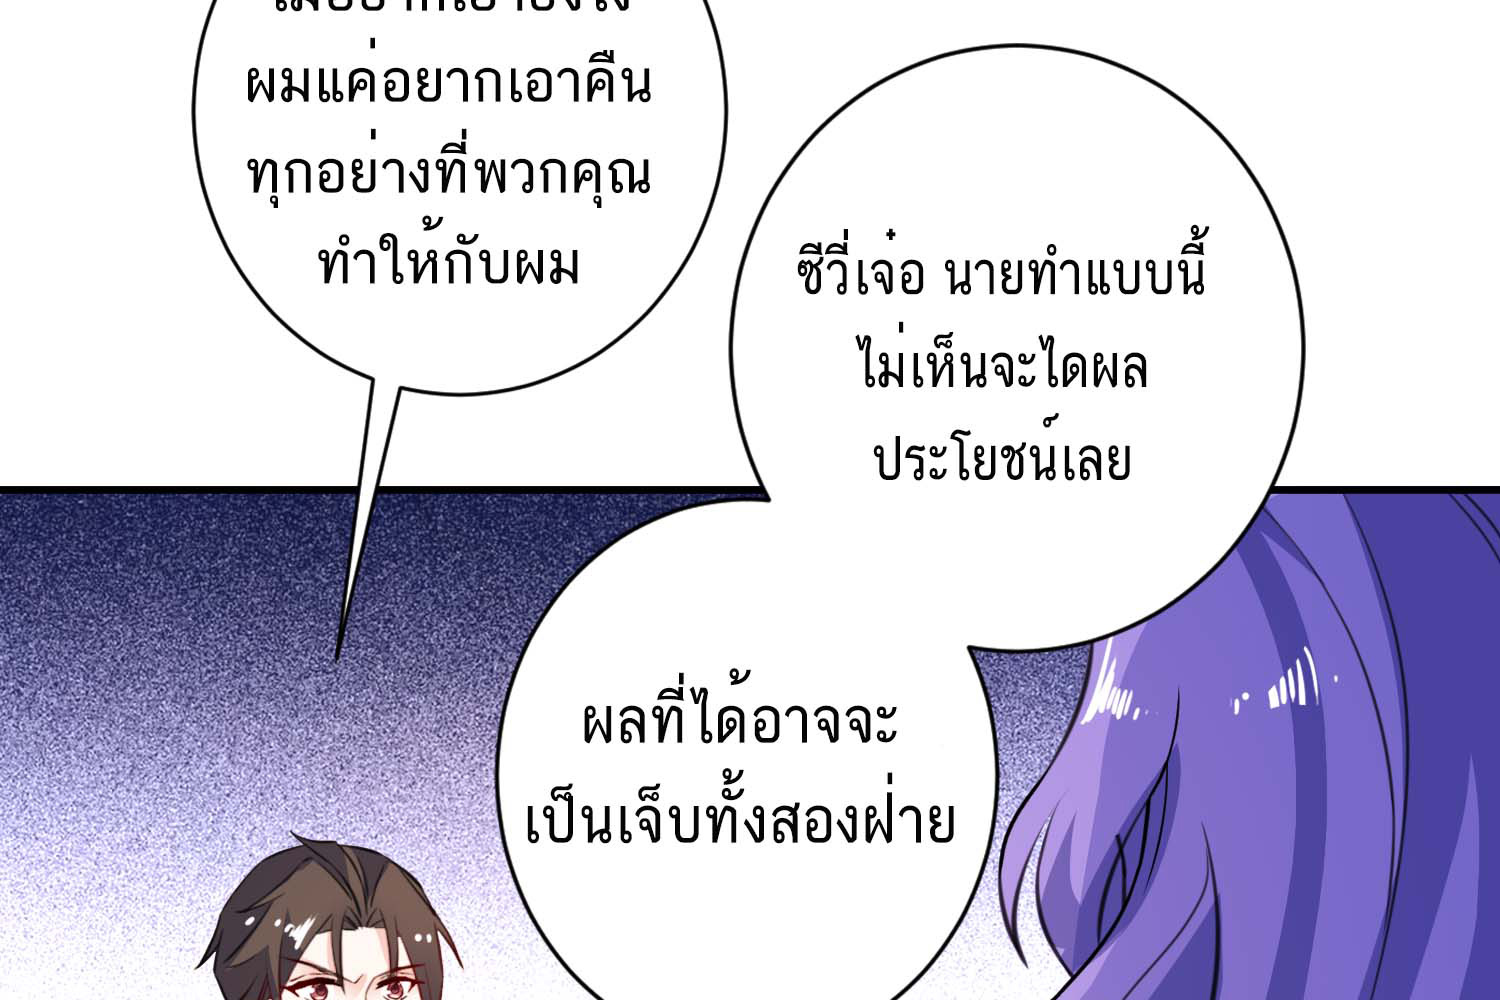 ผมแค่อยากเอาคืน
ทุกอย่างที่พวกคุณ
ทำให้กับผม
ซีวี่เจ๋อ นายทำแบบนี้
ไม่เห็นจะไดผล
ประโยชน์เลย
ผลที่ได้อาจจะ
เป็นเจ็บทั้งสองฝ่าย